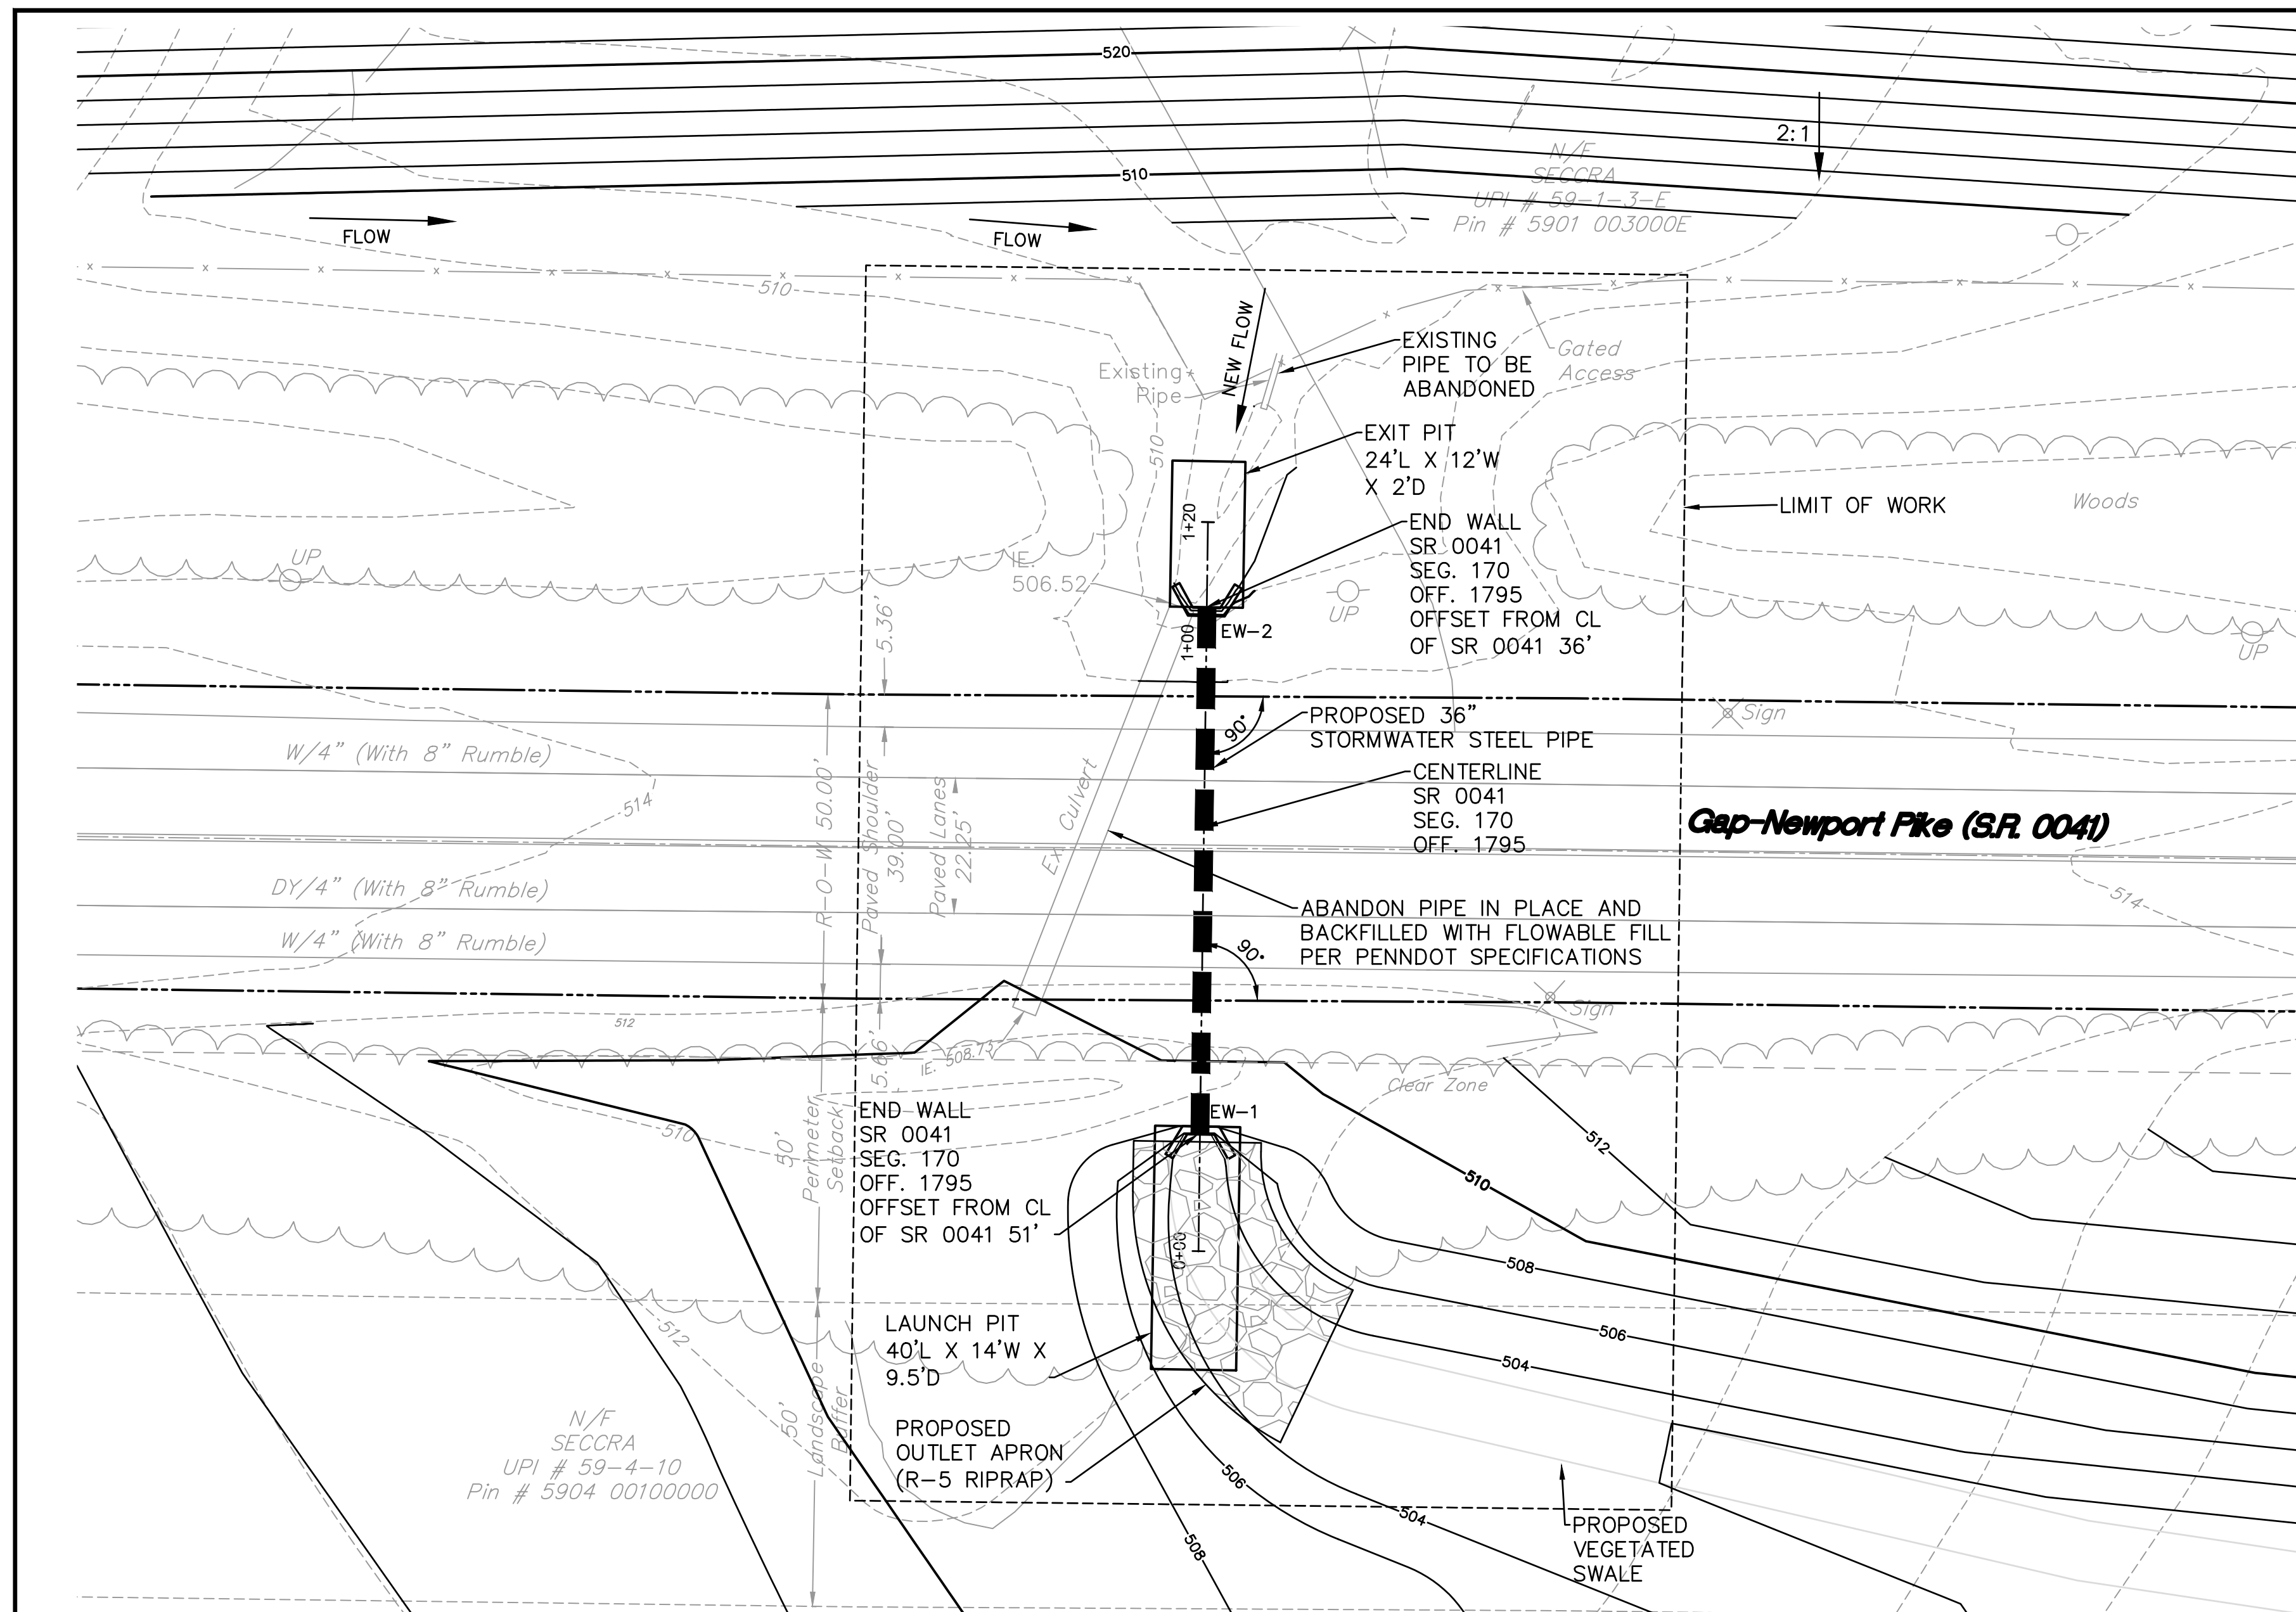 520
2:1
510
N/F
SECCRA
UPI # 59-1-3-E
Pin # 5901 003000E
FLOW
FLOW
510
NEW FLOW
EXISTING
PIPE TO BE
ABANDONED
Gated
Access
Existing
Pipe
EXIT PIT
24'L X 12'W
X 2'D
510
LIMIT OF WORK
Woods
1+20
END WALL
SR 0041
SEG. 170
OFF. 1795
OFFSET FROM CL
OF SR 0041 36'
UP
IE.
506.52
UP
UP
5.36'
1+00
EW-2
90°
PROPOSED 36"
STORMWATER STEEL PIPE
Sign
W/4" (With 8" Rumble)
514
R-O-W 50.00'
Paved Shoulder
39.00'
Paved Lanes
22.25'
Ex. Culvert
CENTERLINE
SR 0041
SEG. 170
OFF. 1795
Gap-Newport Pike (S.R. 0041)
DY/4" (With 8" Rumble)
514
ABANDON PIPE IN PLACE AND
BACKFILLED WITH FLOWABLE FILL
PER PENNDOT SPECIFICATIONS
W/4" (With 8" Rumble)
90°
Sign
512
IE. 508.73
5.66'
Clear Zone
50'
Perimeter
Setback
END WALL
SR 0041
SEG. 170
OFF. 1795
OFFSET FROM CL
OF SR 0041 51'
EW-1
510
512
510
0+00
508
506
504
512
LAUNCH PIT
40'L X 14'W X
9.5'D
50'
Landscape
Buffer
PROPOSED
OUTLET APRON
(R-5 RIPRAP)
N/F
SECCRA
UPI # 59-4-10
Pin # 5904 00100000
506
504
508
PROPOSED
VEGETATED
SWALE